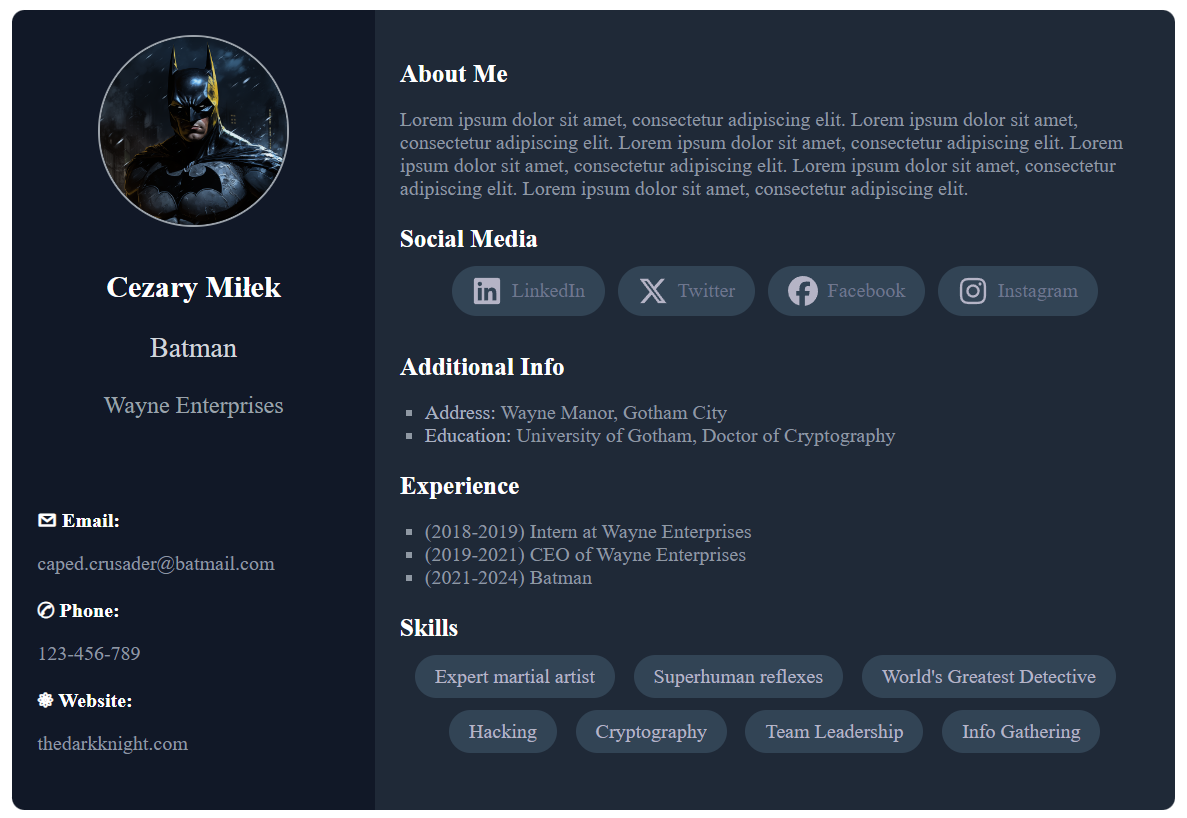 Cezary Miłek
Batman
Wayne Enterprises
Email:
caped.crusader@batmail.com
Phone:
123-456-789
Website:
thedarkknight.com
About Me
Lorem ipsum dolor sit amet, consectetur adipiscing elit. Lorem ipsum dolor sit amet,
consectetur adipiscing elit. Lorem ipsum dolor sit amet, consectetur adipiscing elit. Lorem
ipsum dolor sit amet, consectetur adipiscing elit. Lorem ipsum dolor sit amet, consectetur
adipiscing elit. Lorem ipsum dolor sit amet, consectetur adipiscing elit.
Social Media
LinkedIn
Twitter
Facebook
Instagram
Additional Info
Address: Wayne Manor, Gotham City
Education: University of Gotham, Doctor of Cryptography
Experience
(2018-2019) Intern at Wayne Enterprises
(2019-2021) CEO of Wayne Enterprises
(2021-2024) Batman
Skills
Expert martial artist
Superhuman reflexes
World's Greatest Detective
Hacking
Cryptography
Team Leadership
Info Gathering